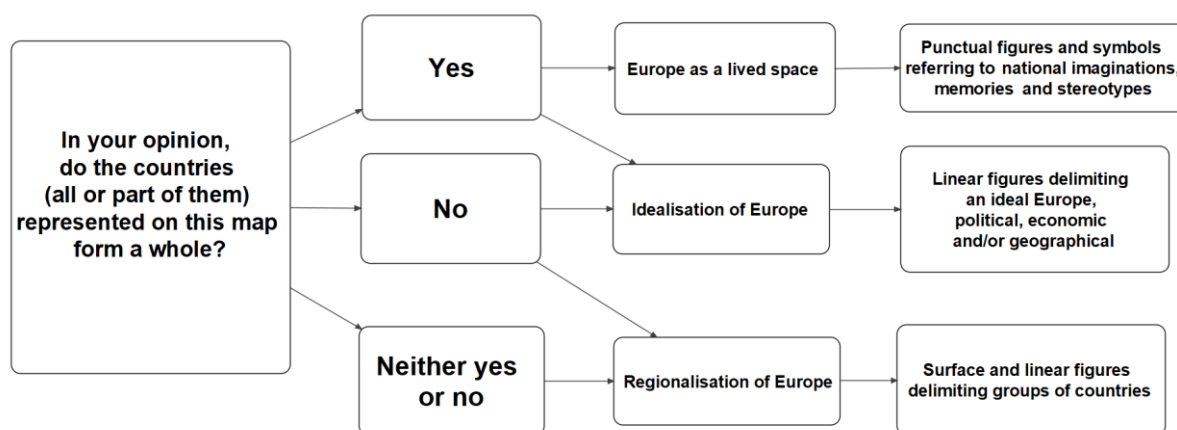 In your opinion,
do the countries
(all or part of them)
represented on this map
form a whole?
Yes
Europe as a lived space
Punctual figures and symbols
referring to national imaginations,
memories and stereotypes
No
Idealisation of Europe
Linear figures delimiting
an ideal Europe,
political, economic
and/or geographical
Neither yes
or no
Regionalisation of Europe
Surface and linear figures
delimiting groups of countries